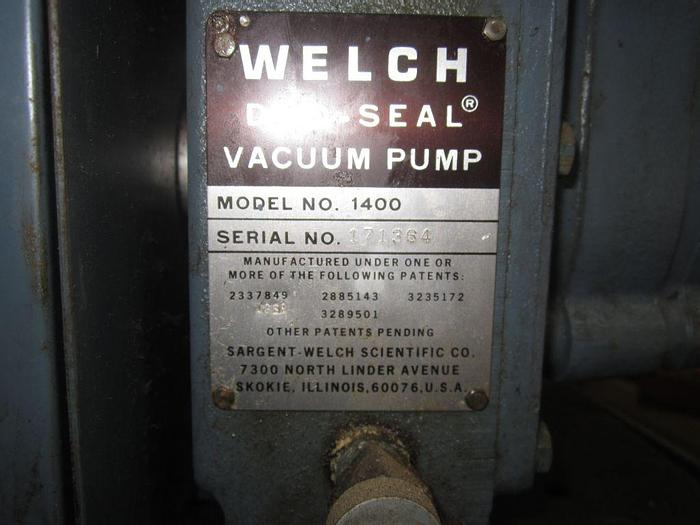 WELCH
-SEAL®
VACUUM PUMP
MODEL NO. 1400
SERIAL NO. 171364
MANUFACTURED UNDER ONE OR
MORE OF THE FOLLOWING PATENTS:
2337849 2885143 3235172
3289501
OTHER PATENTS PENDING
SARGENT-WELCH SCIENTIFIC CO.
7300 NORTH LINDER AVENUE
SKOKIE, ILLINOIS, 60076, U.S.A.